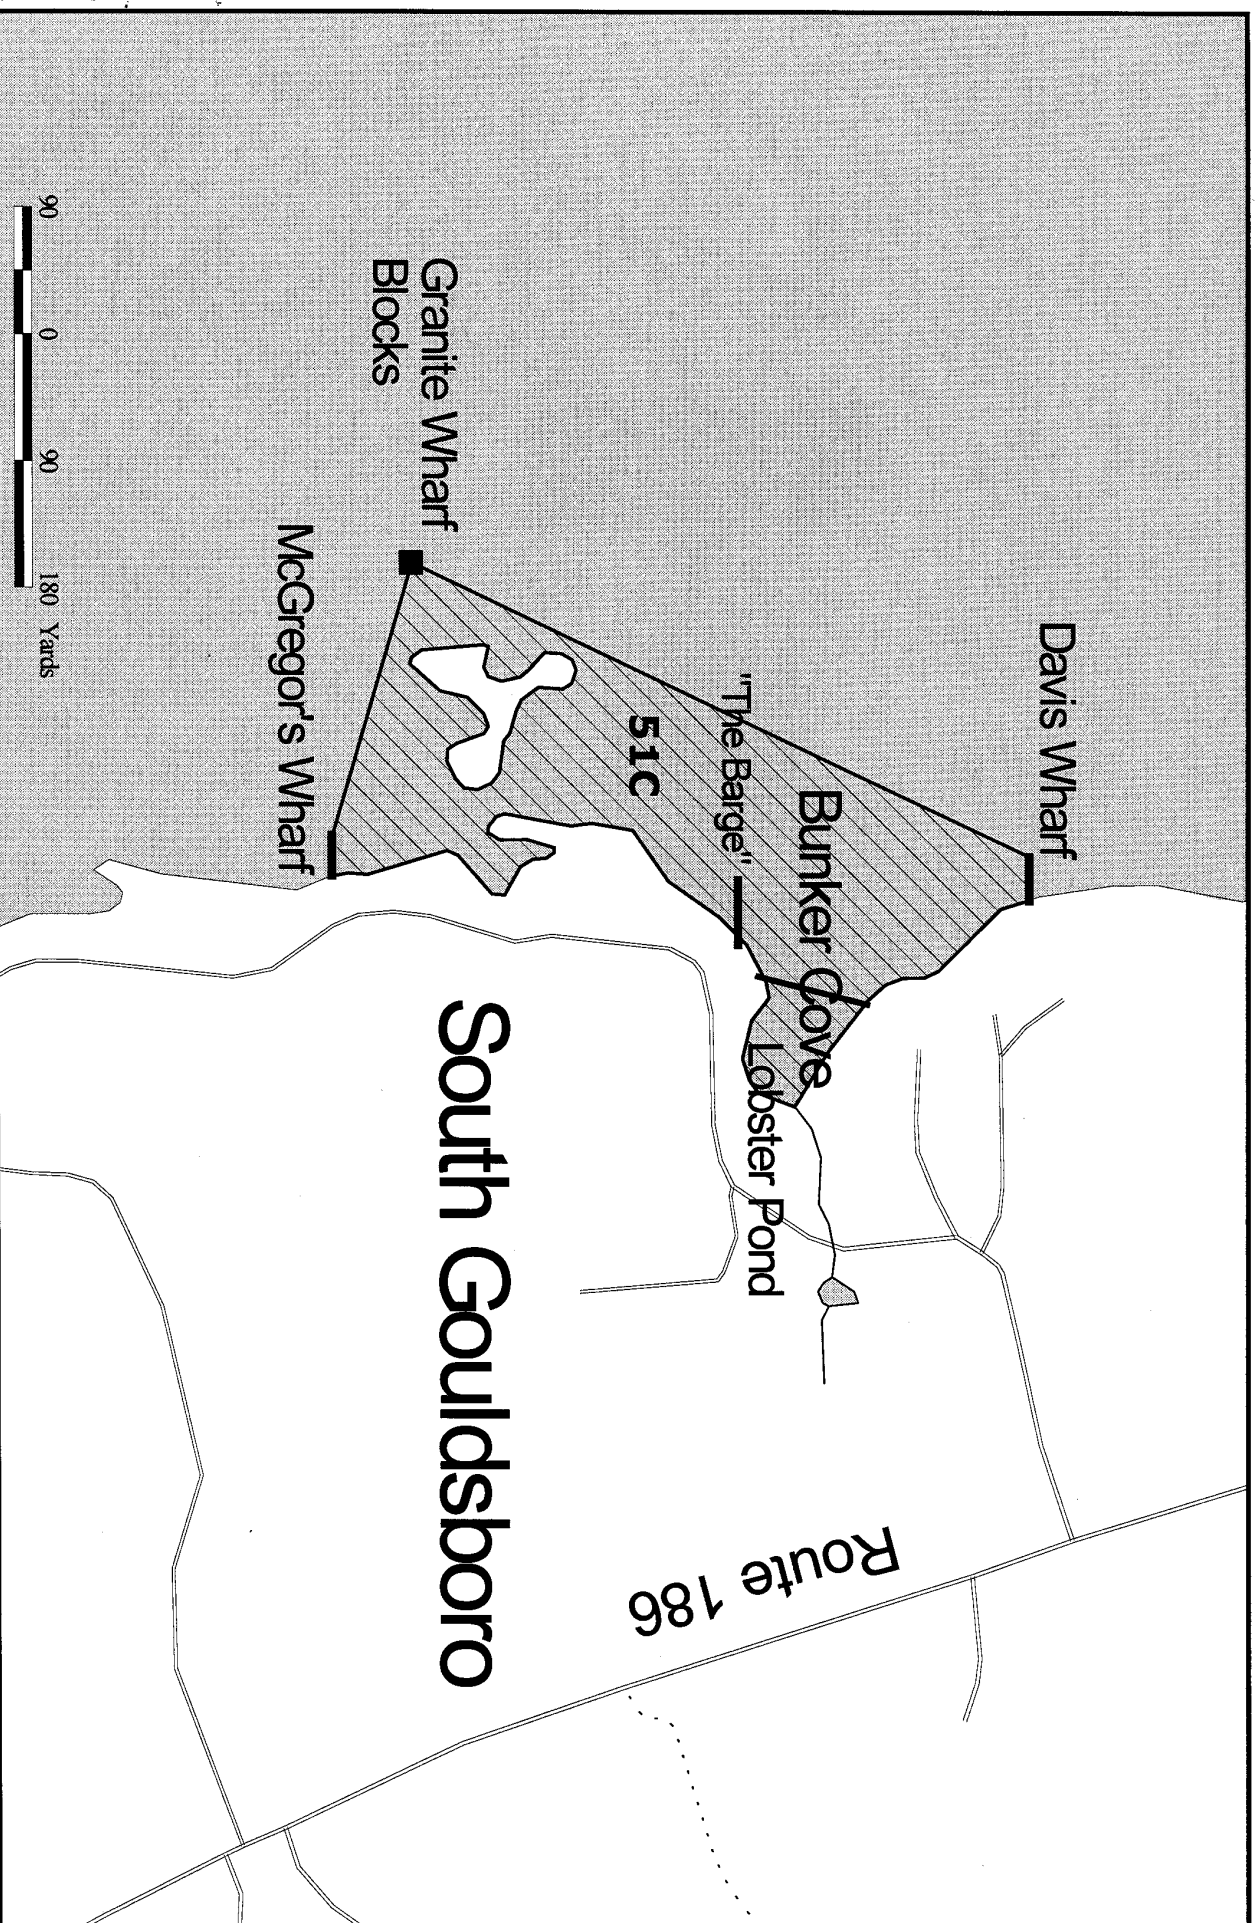 Davis Wharf
Bunker Cove
"The Barge"
Lobster Pond
51C
Granite Wharf
Blocks
McGregor's Wharf
South Gouldsboro
Route 186
90 0 90 180 Yards